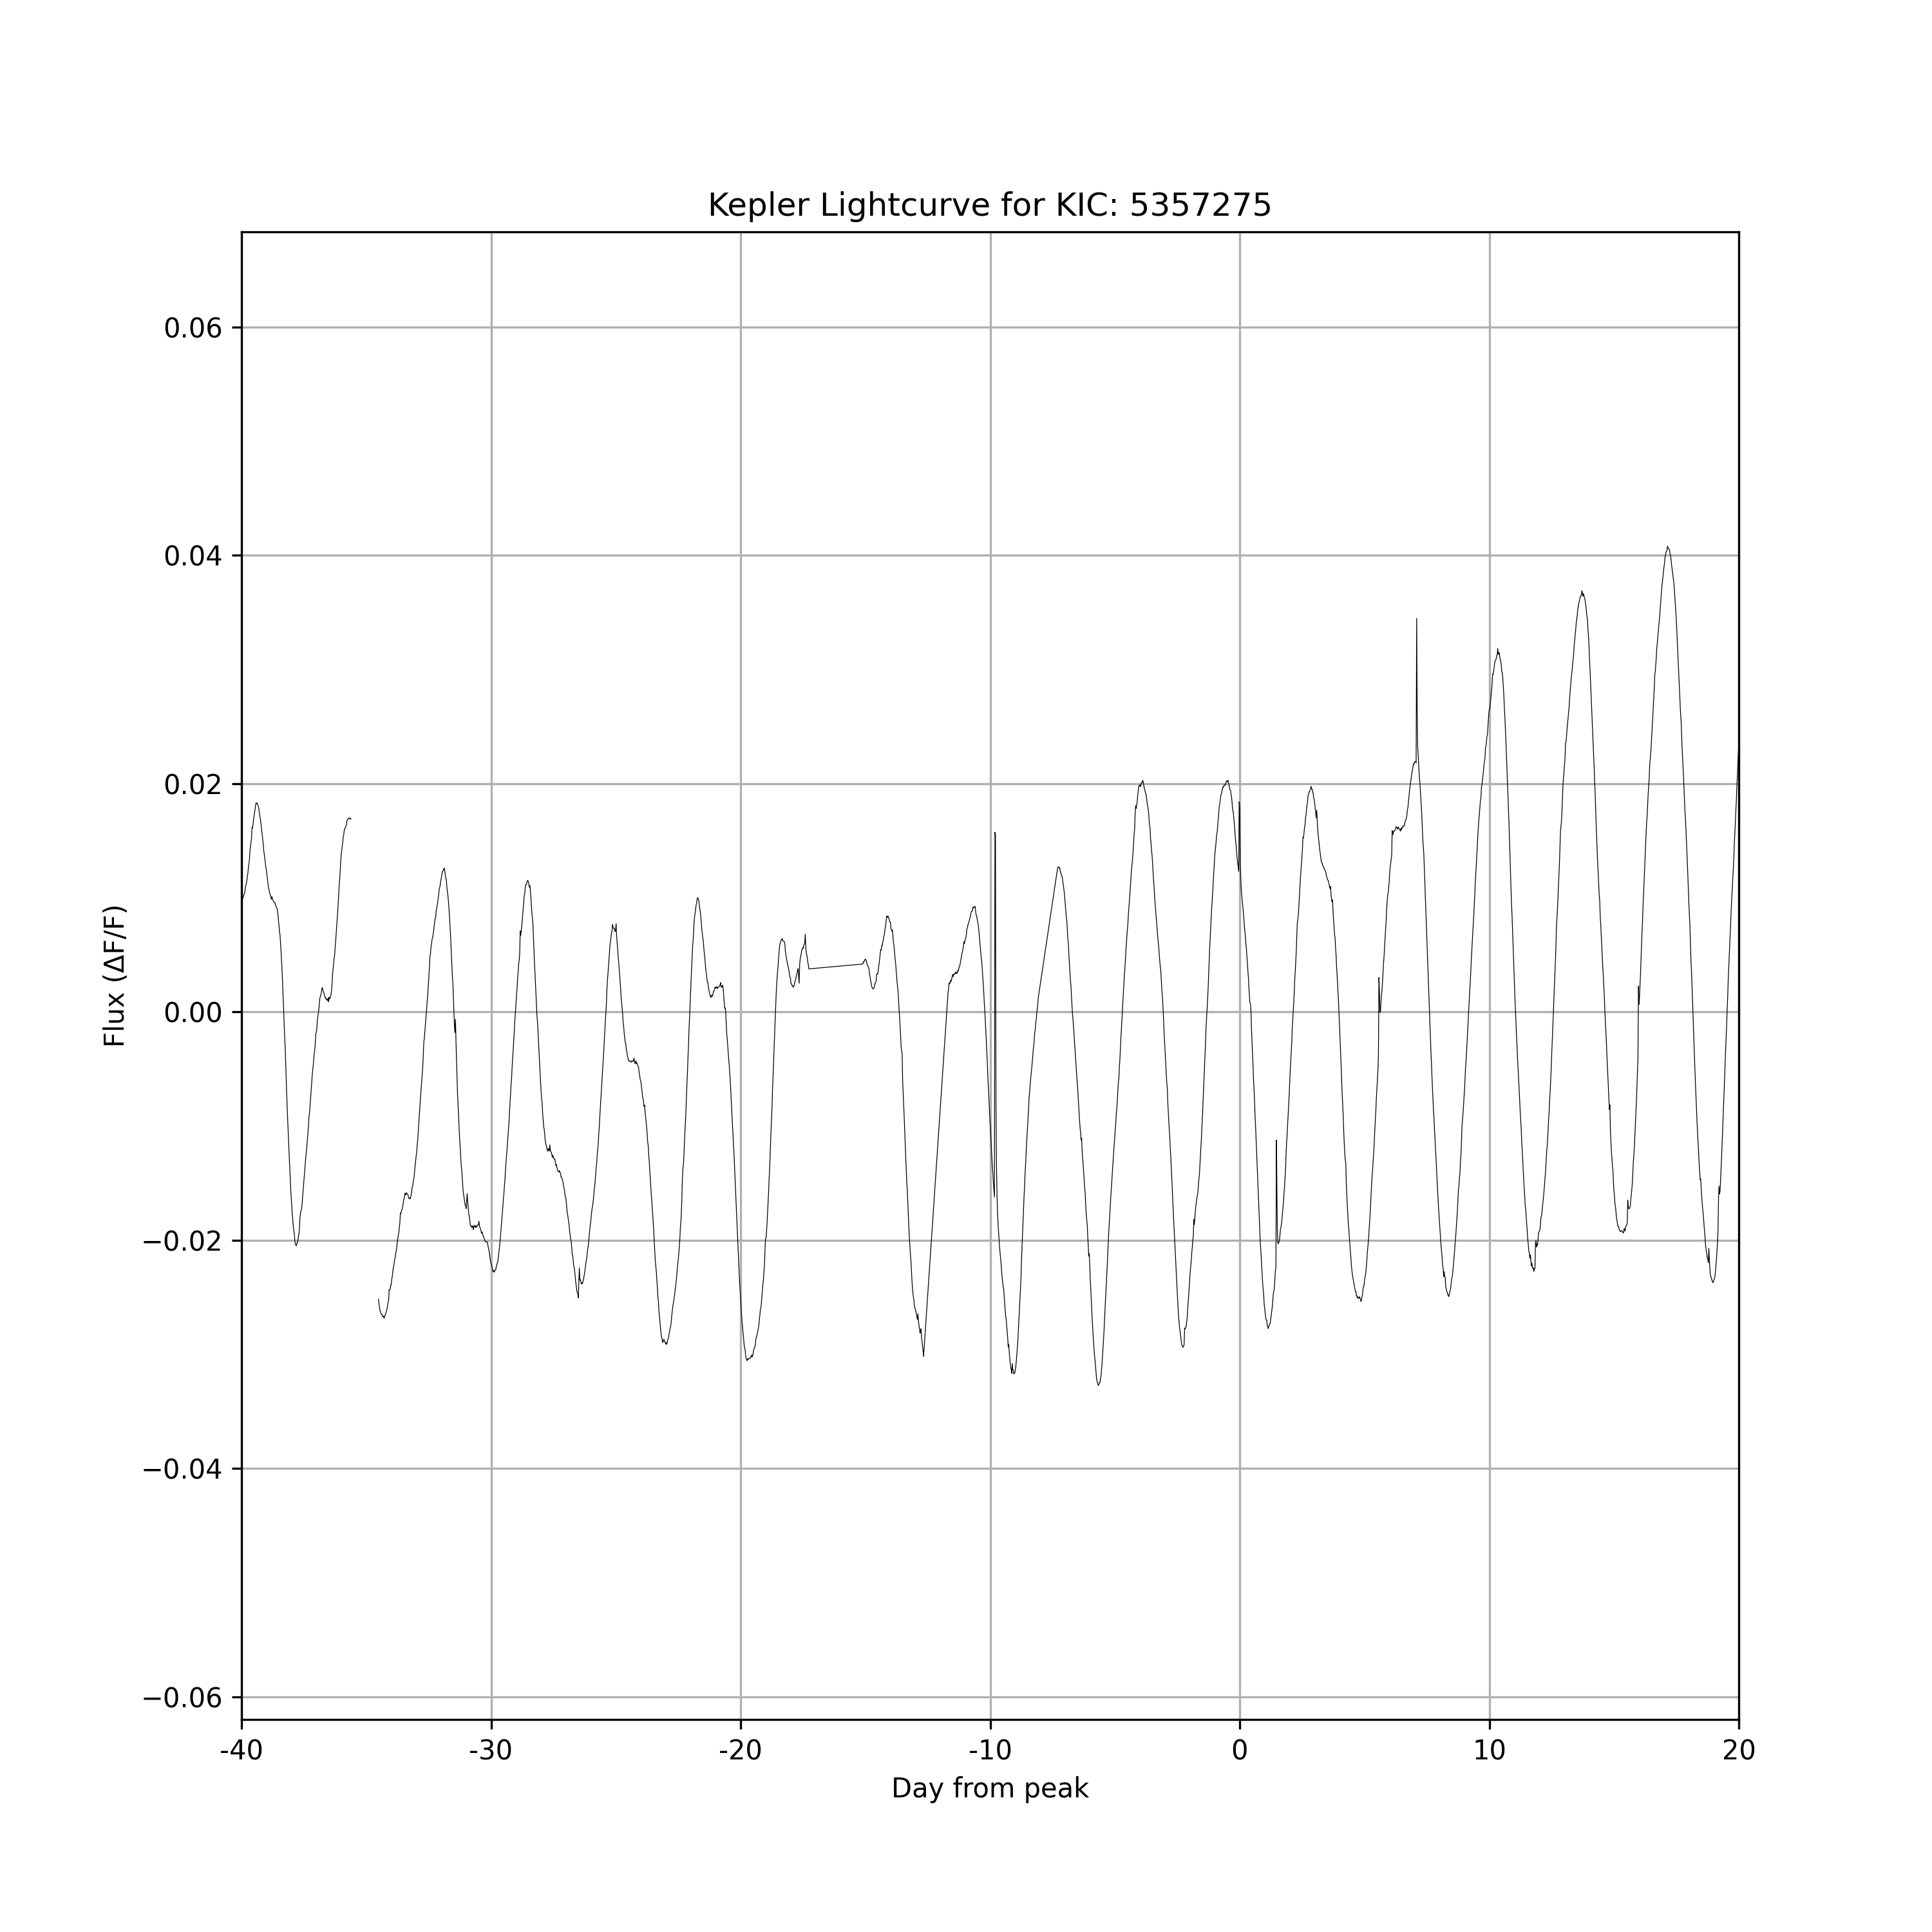 Kepler Lightcurve for KIC: 5357275
0.06
0.04
0.02
0.00
−0.02
−0.04
−0.06
Flux (ΔF/F)
-40 -30 -20 -10 0 10 20
Day from peak